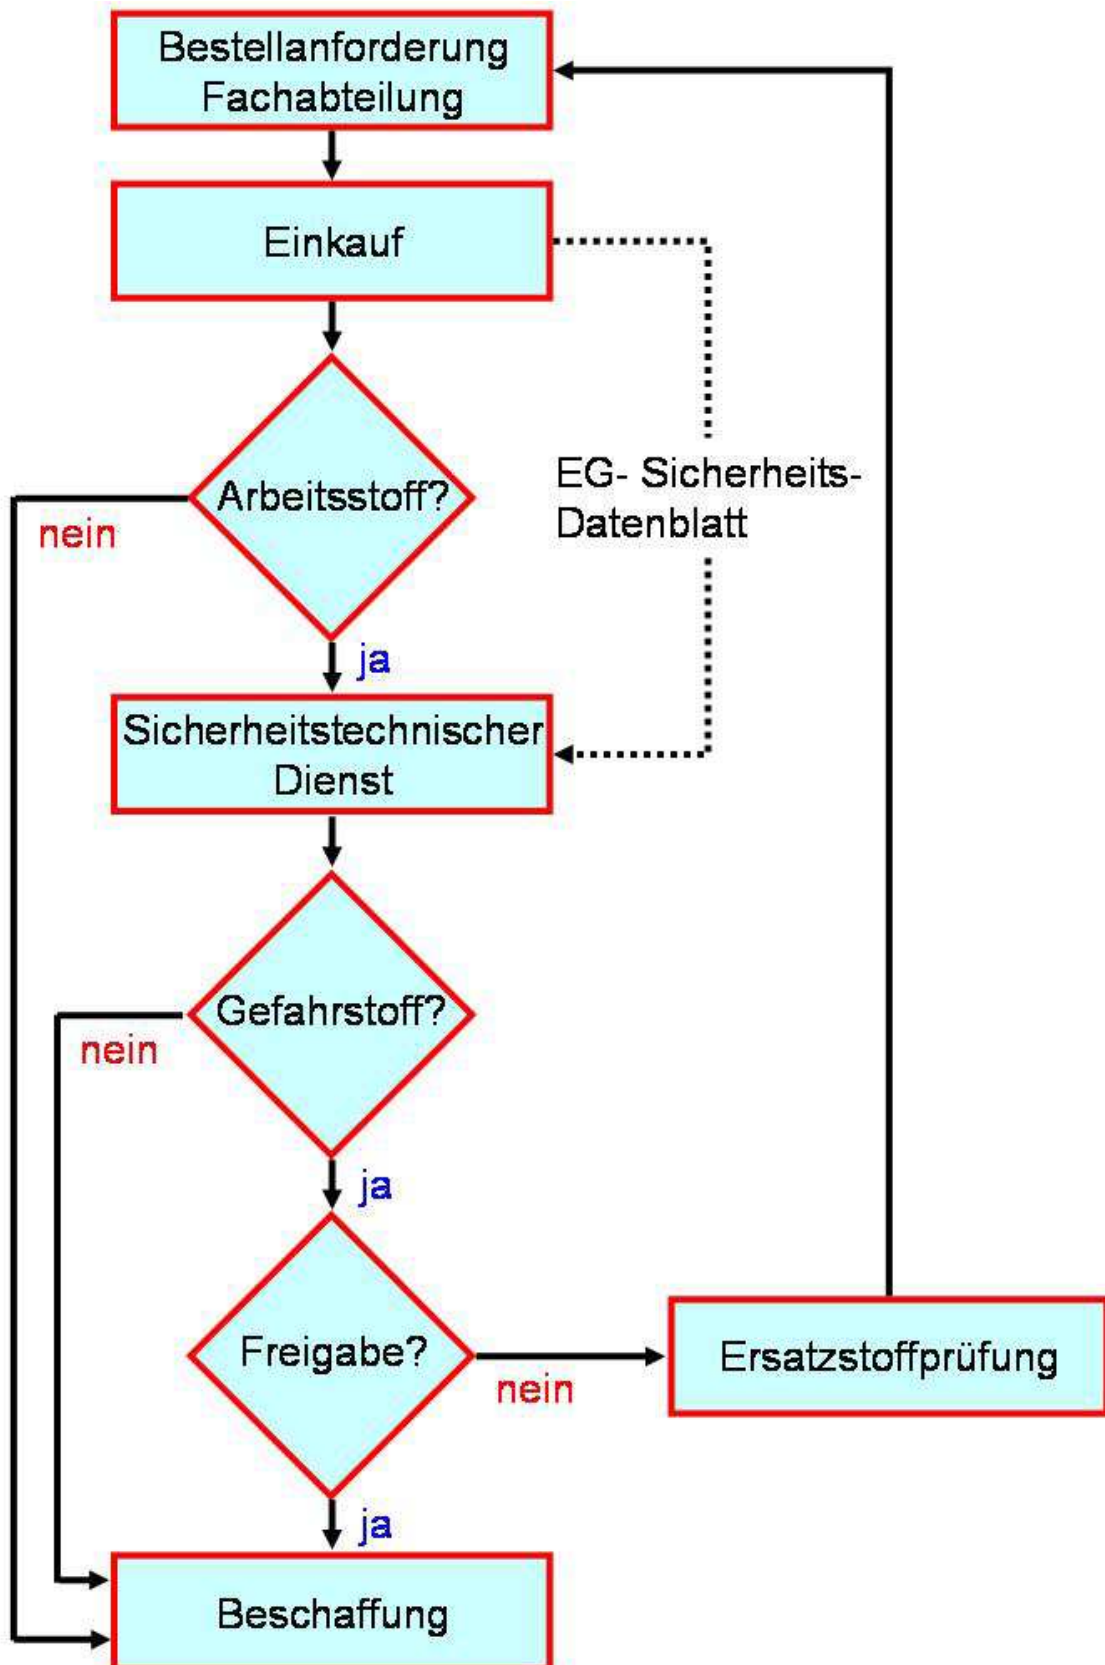 Bestellanforderung
Fachabteilung
Einkauf
EG- Sicherheits-
Datenblatt
Arbeitsstoff?
nein
ja
Sicherheitstechnischer
Dienst
Gefahrstoff?
nein
ja
Freigabe?
nein
Ersatzstoffprüfung
ja
Beschaffung